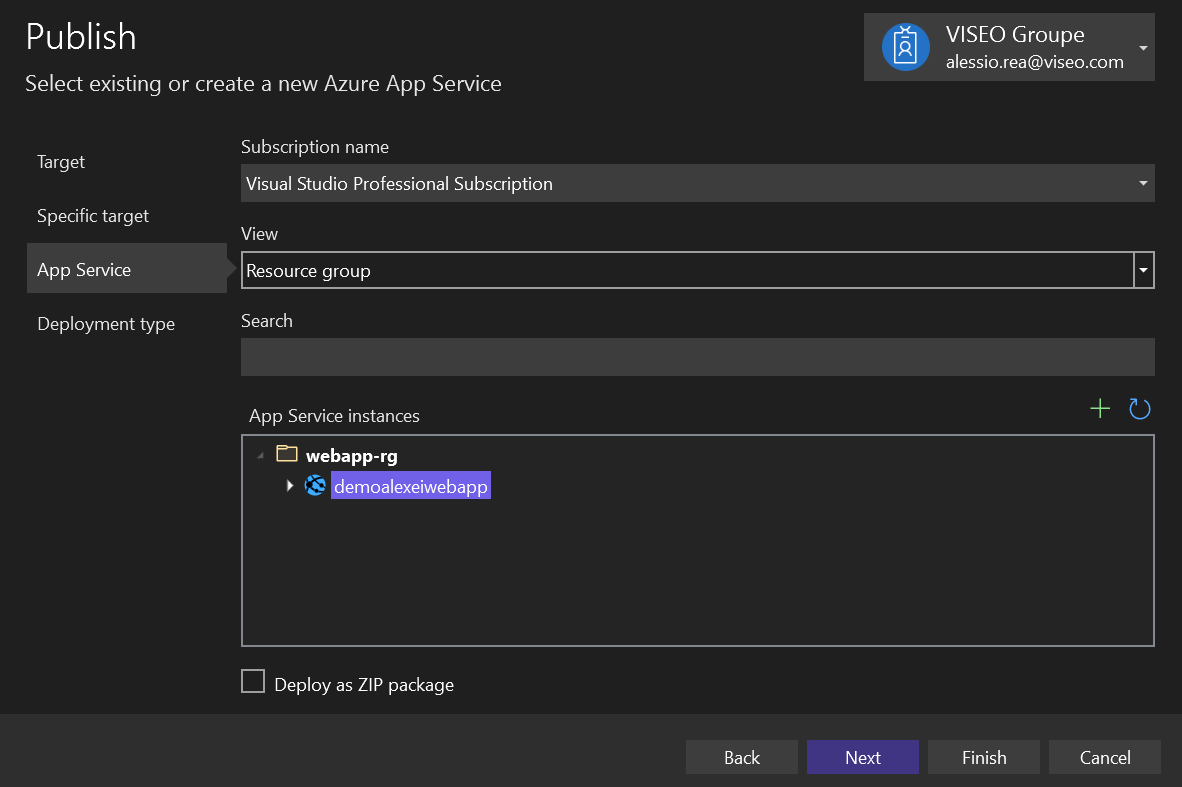 Publish
Select existing or create a new Azure App Service
VISEO Groupe
alessio.rea@viseo.com
Target
Specific target
App Service
Deployment type
Subscription name
Visual Studio Professional Subscription
View
Resource group
Search
App Service instances
webapp-rg
demoalexeiwebapp
Deploy as ZIP package
Back
Next
Finish
Cancel